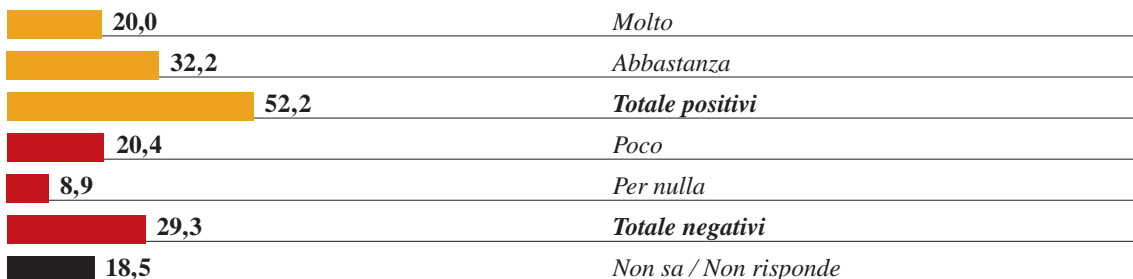 20,0 Molto
32,2 Abbastanza
52,2 Totale positivi
20,4 Poco
8,9 Per nulla
29,3 Totale negativi
18,5 Non sa / Non risponde